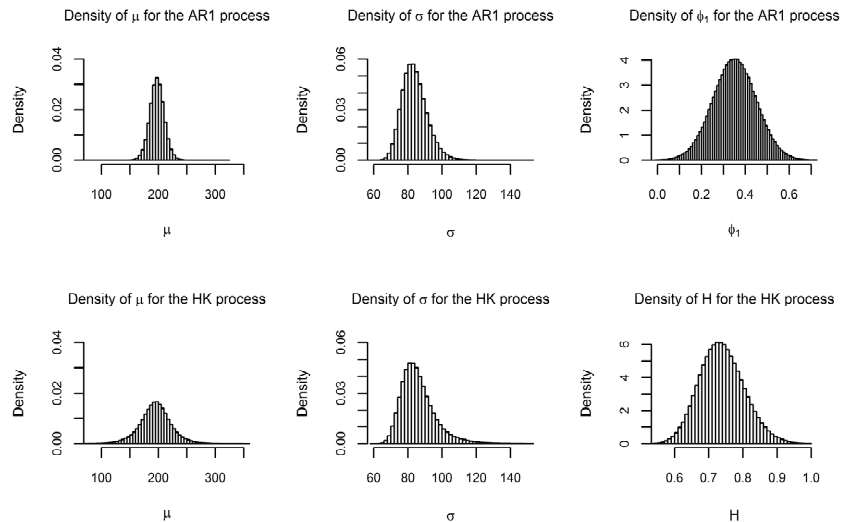 Density of μ for the AR1 process
Density
0.00
0.02
0.04
100
200
300
μ
Density of σ for the AR1 process
Density
0.00
0.03
0.06
60
80
100
120
140
σ
Density of ϕ1 for the AR1 process
Density
0
1
2
3
4
0.0
0.2
0.4
0.6
ϕ1
Density of μ for the HK process
Density
0.00
0.02
0.04
100
200
300
μ
Density of σ for the HK process
Density
0.00
0.03
0.06
60
80
100
120
140
σ
Density of H for the HK process
Density
0
2
4
6
0.6
0.7
0.8
0.9
1.0
H